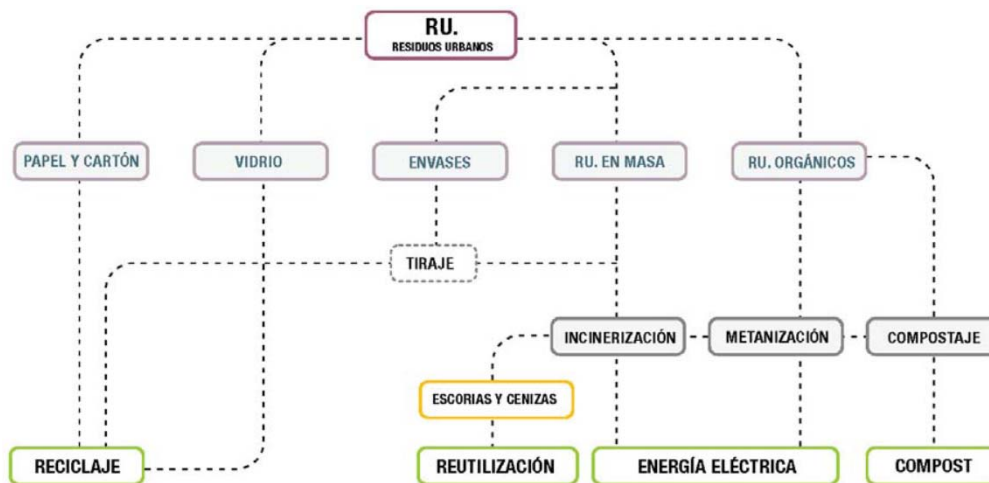 RU.
RESIDUOS URBANOS
PAPEL Y CARTÓN
VIDRIO
ENVASES
RU. EN MASA
RU. ORGÁNICOS
TIRAJE
INCINERIZACIÓN
METANIZACIÓN
COMPOSTAJE
ESCORIAS Y CENIZAS
RECICLAJE
REUTILIZACIÓN
ENERGÍA ELÉCTRICA
COMPOST